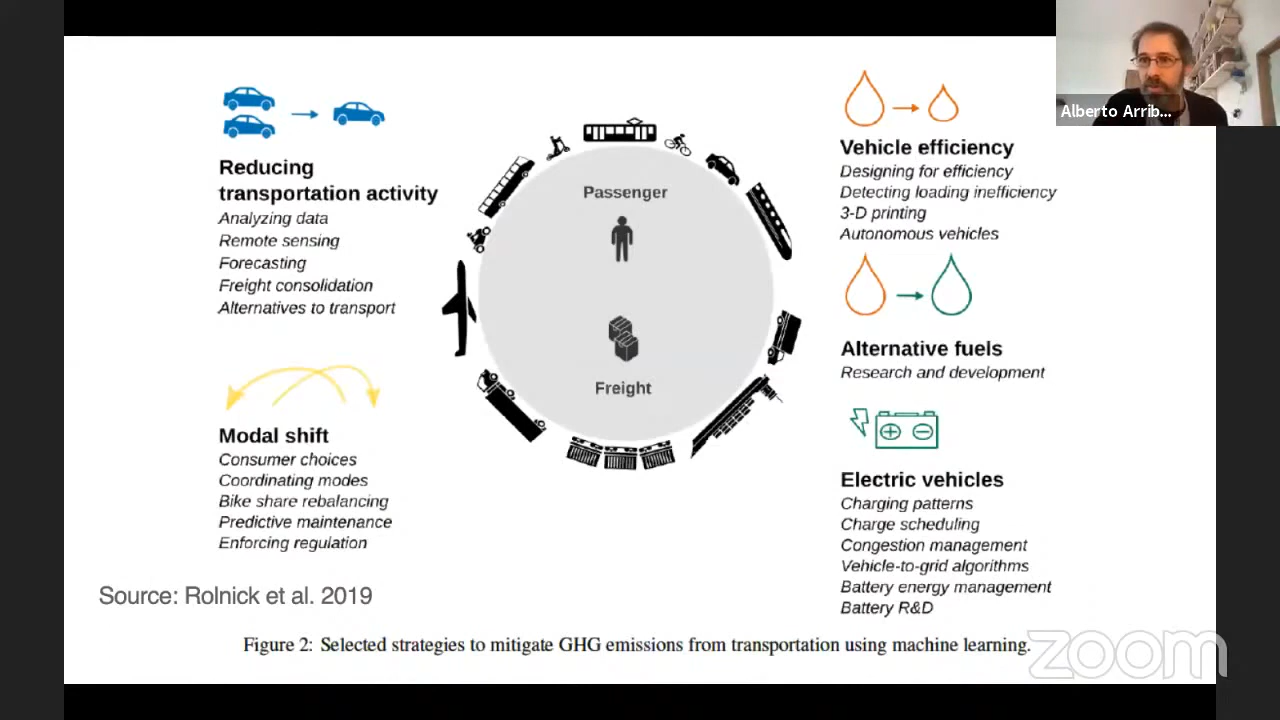 Reducing
transportation activity
Analyzing data
Remote sensing
Forecasting
Freight consolidation
Alternatives to transport
Modal shift
Consumer choices
Coordinating modes
Bike share rebalancing
Predictive maintenance
Enforcing regulation
Passenger
Freight
Vehicle efficiency
Designing for efficiency
Detecting loading inefficiency
3-D printing
Autonomous vehicles
Alternative fuels
Research and development
Electric vehicles
Charging patterns
Charge scheduling
Congestion management
Vehicle-to-grid algorithms
Battery energy management
Battery R&D
Source: Rolnick et al. 2019
Figure 2: Selected strategies to mitigate GHG emissions from transportation using machine learning.
Alberto Arrib...
zoom